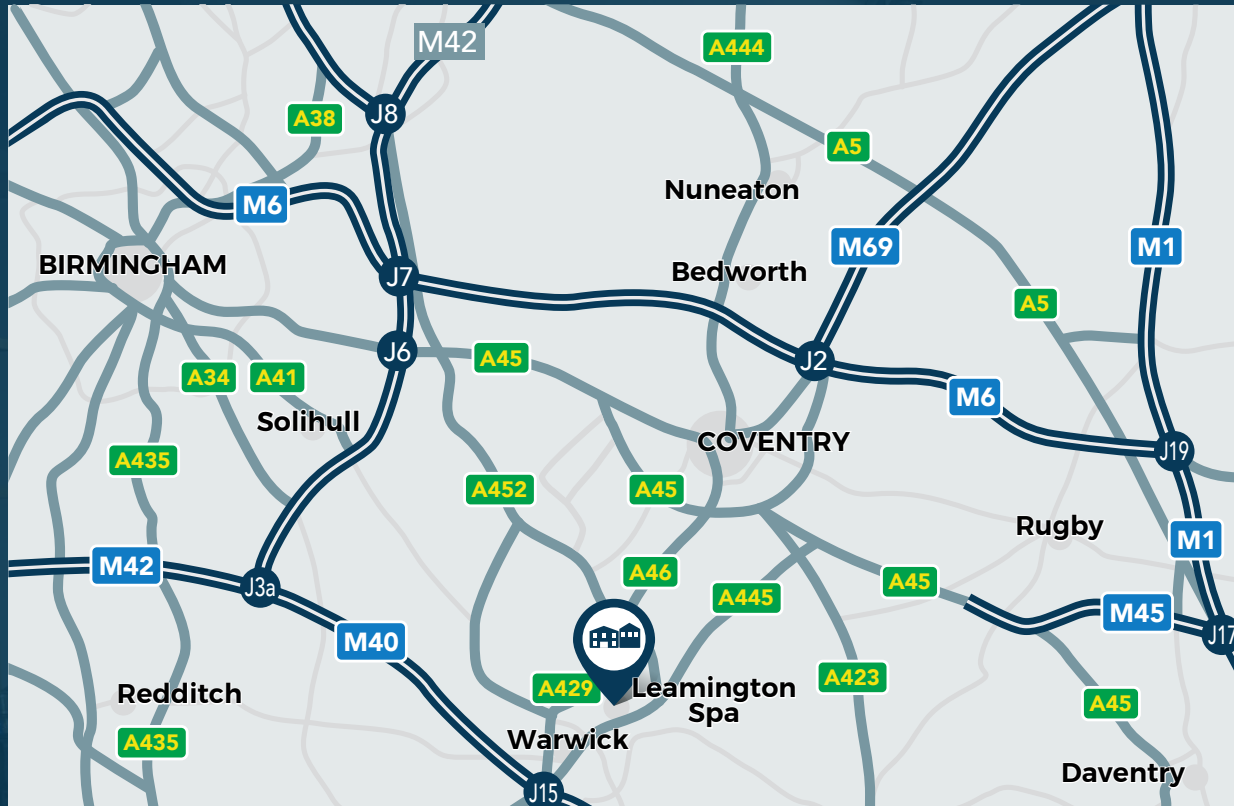 M42
A444
J8
A38
A5
Nuneaton
M6
M69
M1
BIRMINGHAM
Bedworth
J7
A5
J6
A45
J2
A34
A41
M6
Solihull
COVENTRY
J19
A435
A452
A45
Rugby
M1
M42
A46
J3a
A445
A45
M45
M40
J17
A429
Leamington
Spa
A423
Redditch
A45
A435
Warwick
Daventry
J15